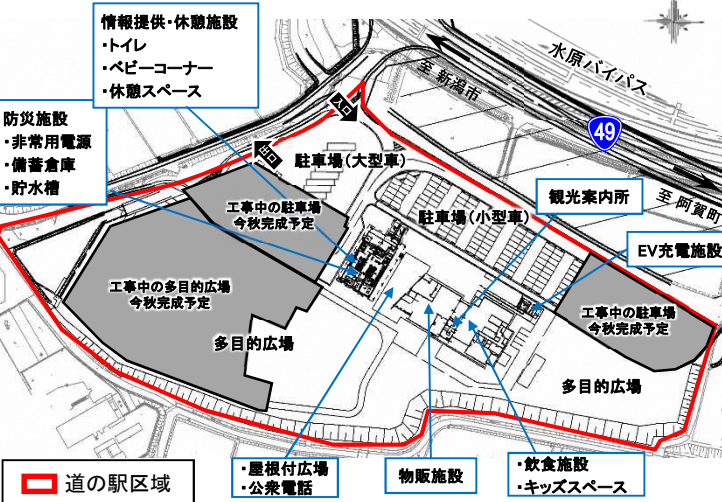 情報提供・休憩施設
・トイレ
・ベビーコーナー
・休憩スペース
防災施設
・非常用電源
・備蓄倉庫
・貯水槽
水原バイパス
至 新潟市
49
至 阿賀町
入口
出口
駐車場(大型車)
駐車場(小型車)
観光案内所
EV充電施設
工事中の駐車場
今秋完成予定
工事中の多目的広場
今秋完成予定
工事中の駐車場
今秋完成予定
多目的広場
多目的広場
・屋根付広場
・公衆電話
物販施設
・飲食施設
・キッズスペース
道の駅区域